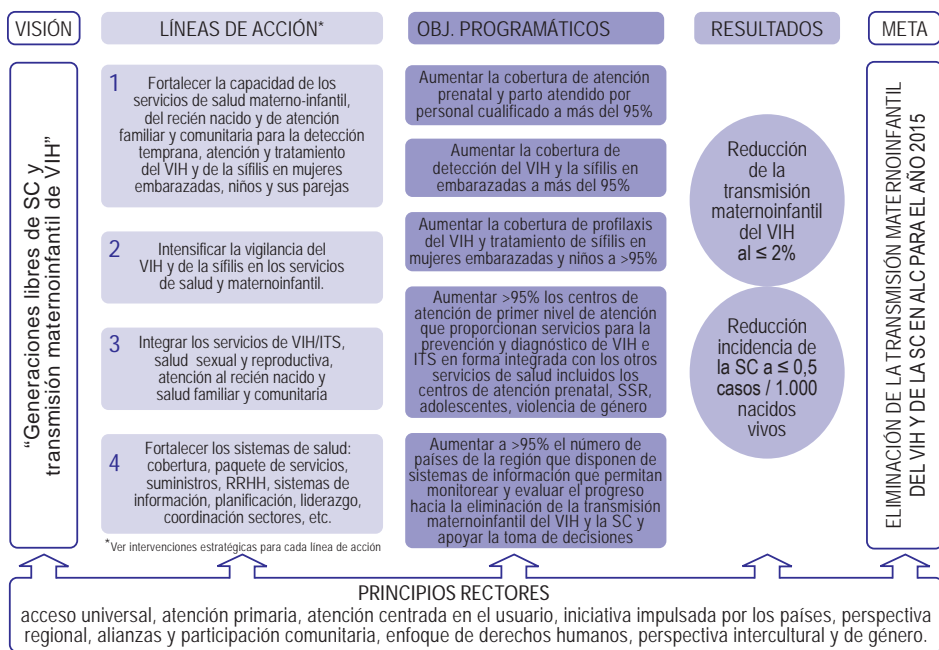 VISIÓN
"Generaciones libres de SC y
transmisión maternoinfantil de VIH"
LÍNEAS DE ACCIÓN*
1
Fortalecer la capacidad de los
servicios de salud materno-infantil,
del recién nacido y de atención
familiar y comunitaria para la detección
temprana, atención y tratamiento
del VIH y de la sífilis en mujeres
embarazadas, niños y sus parejas
2
Intensificar la vigilancia del
VIH y de la sífilis en los servicios
de salud y maternoinfantil.
3
Integrar los servicios de VIH/ITS,
salud sexual y reproductiva,
atención al recién nacido y
salud familiar y comunitaria
4
Fortalecer los sistemas de salud:
cobertura, paquete de servicios,
suministros, RRHH, sistemas de
información, planificación, liderazgo,
coordinación sectores, etc.
*Ver intervenciones estratégicas para cada línea de acción
OBJ. PROGRAMÁTICOS
Aumentar la cobertura de atención
prenatal y parto atendido por
personal cualificado a más del 95%
Aumentar la cobertura de
detección del VIH y la sífilis en
embarazadas a más del 95%
Aumentar la cobertura de profilaxis
del VIH y tratamiento de sífilis en
mujeres embarazadas y niños a >95%
Aumentar >95% los centros de
atención de primer nivel de atención
que proporcionan servicios para la
prevención y diagnóstico de VIH e
ITS en forma integrada con los otros
servicios de salud incluidos los
centros de atención prenatal, SSR,
adolescentes, violencia de género
Aumentar a >95% el número de
países de la región que disponen de
sistemas de información que permitan
monitorear y evaluar el progreso
hacia la eliminación de la transmisión
maternoinfantil del VIH y la SC y
apoyar la toma de decisiones
RESULTADOS
Reducción
de la
transmisión
maternoinfantil
del VIH
al ≤ 2%
Reducción
incidencia de
la SC a ≤ 0,5
casos / 1.000
nacidos
vivos
META
ELIMINACIÓN DE LA TRANSMISIÓN MATERNOINFANTIL
DEL VIH Y DE LA SC EN ALC PARA EL AÑO 2015
PRINCIPIOS RECTORES
acceso universal, atención primaria, atención centrada en el usuario, iniciativa impulsada por los países, perspectiva
regional, alianzas y participación comunitaria, enfoque de derechos humanos, perspectiva intercultural y de género.